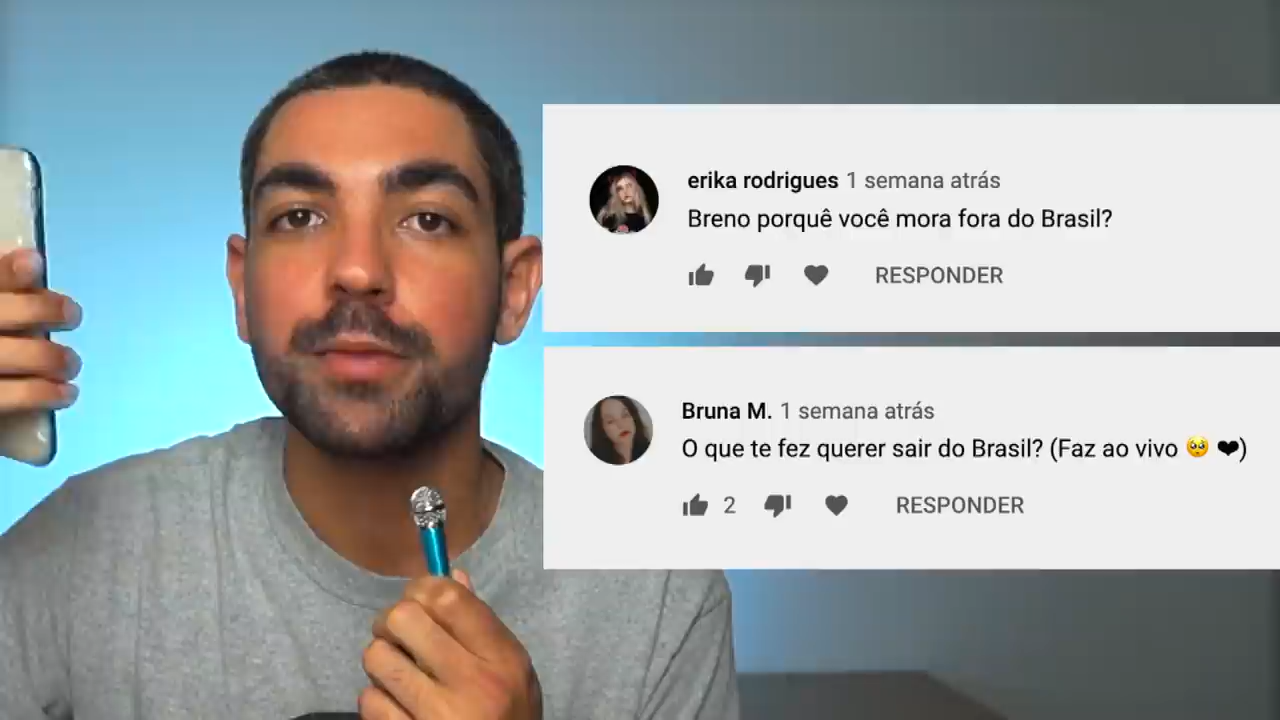 erika rodrigues 1 semana atrás
Breno porquê você mora fora do Brasil?
RESPONDER
Bruna M. 1 semana atrás
O que te fez querer sair do Brasil? (Faz ao vivo 🥺 ❤)
2 RESPONDER